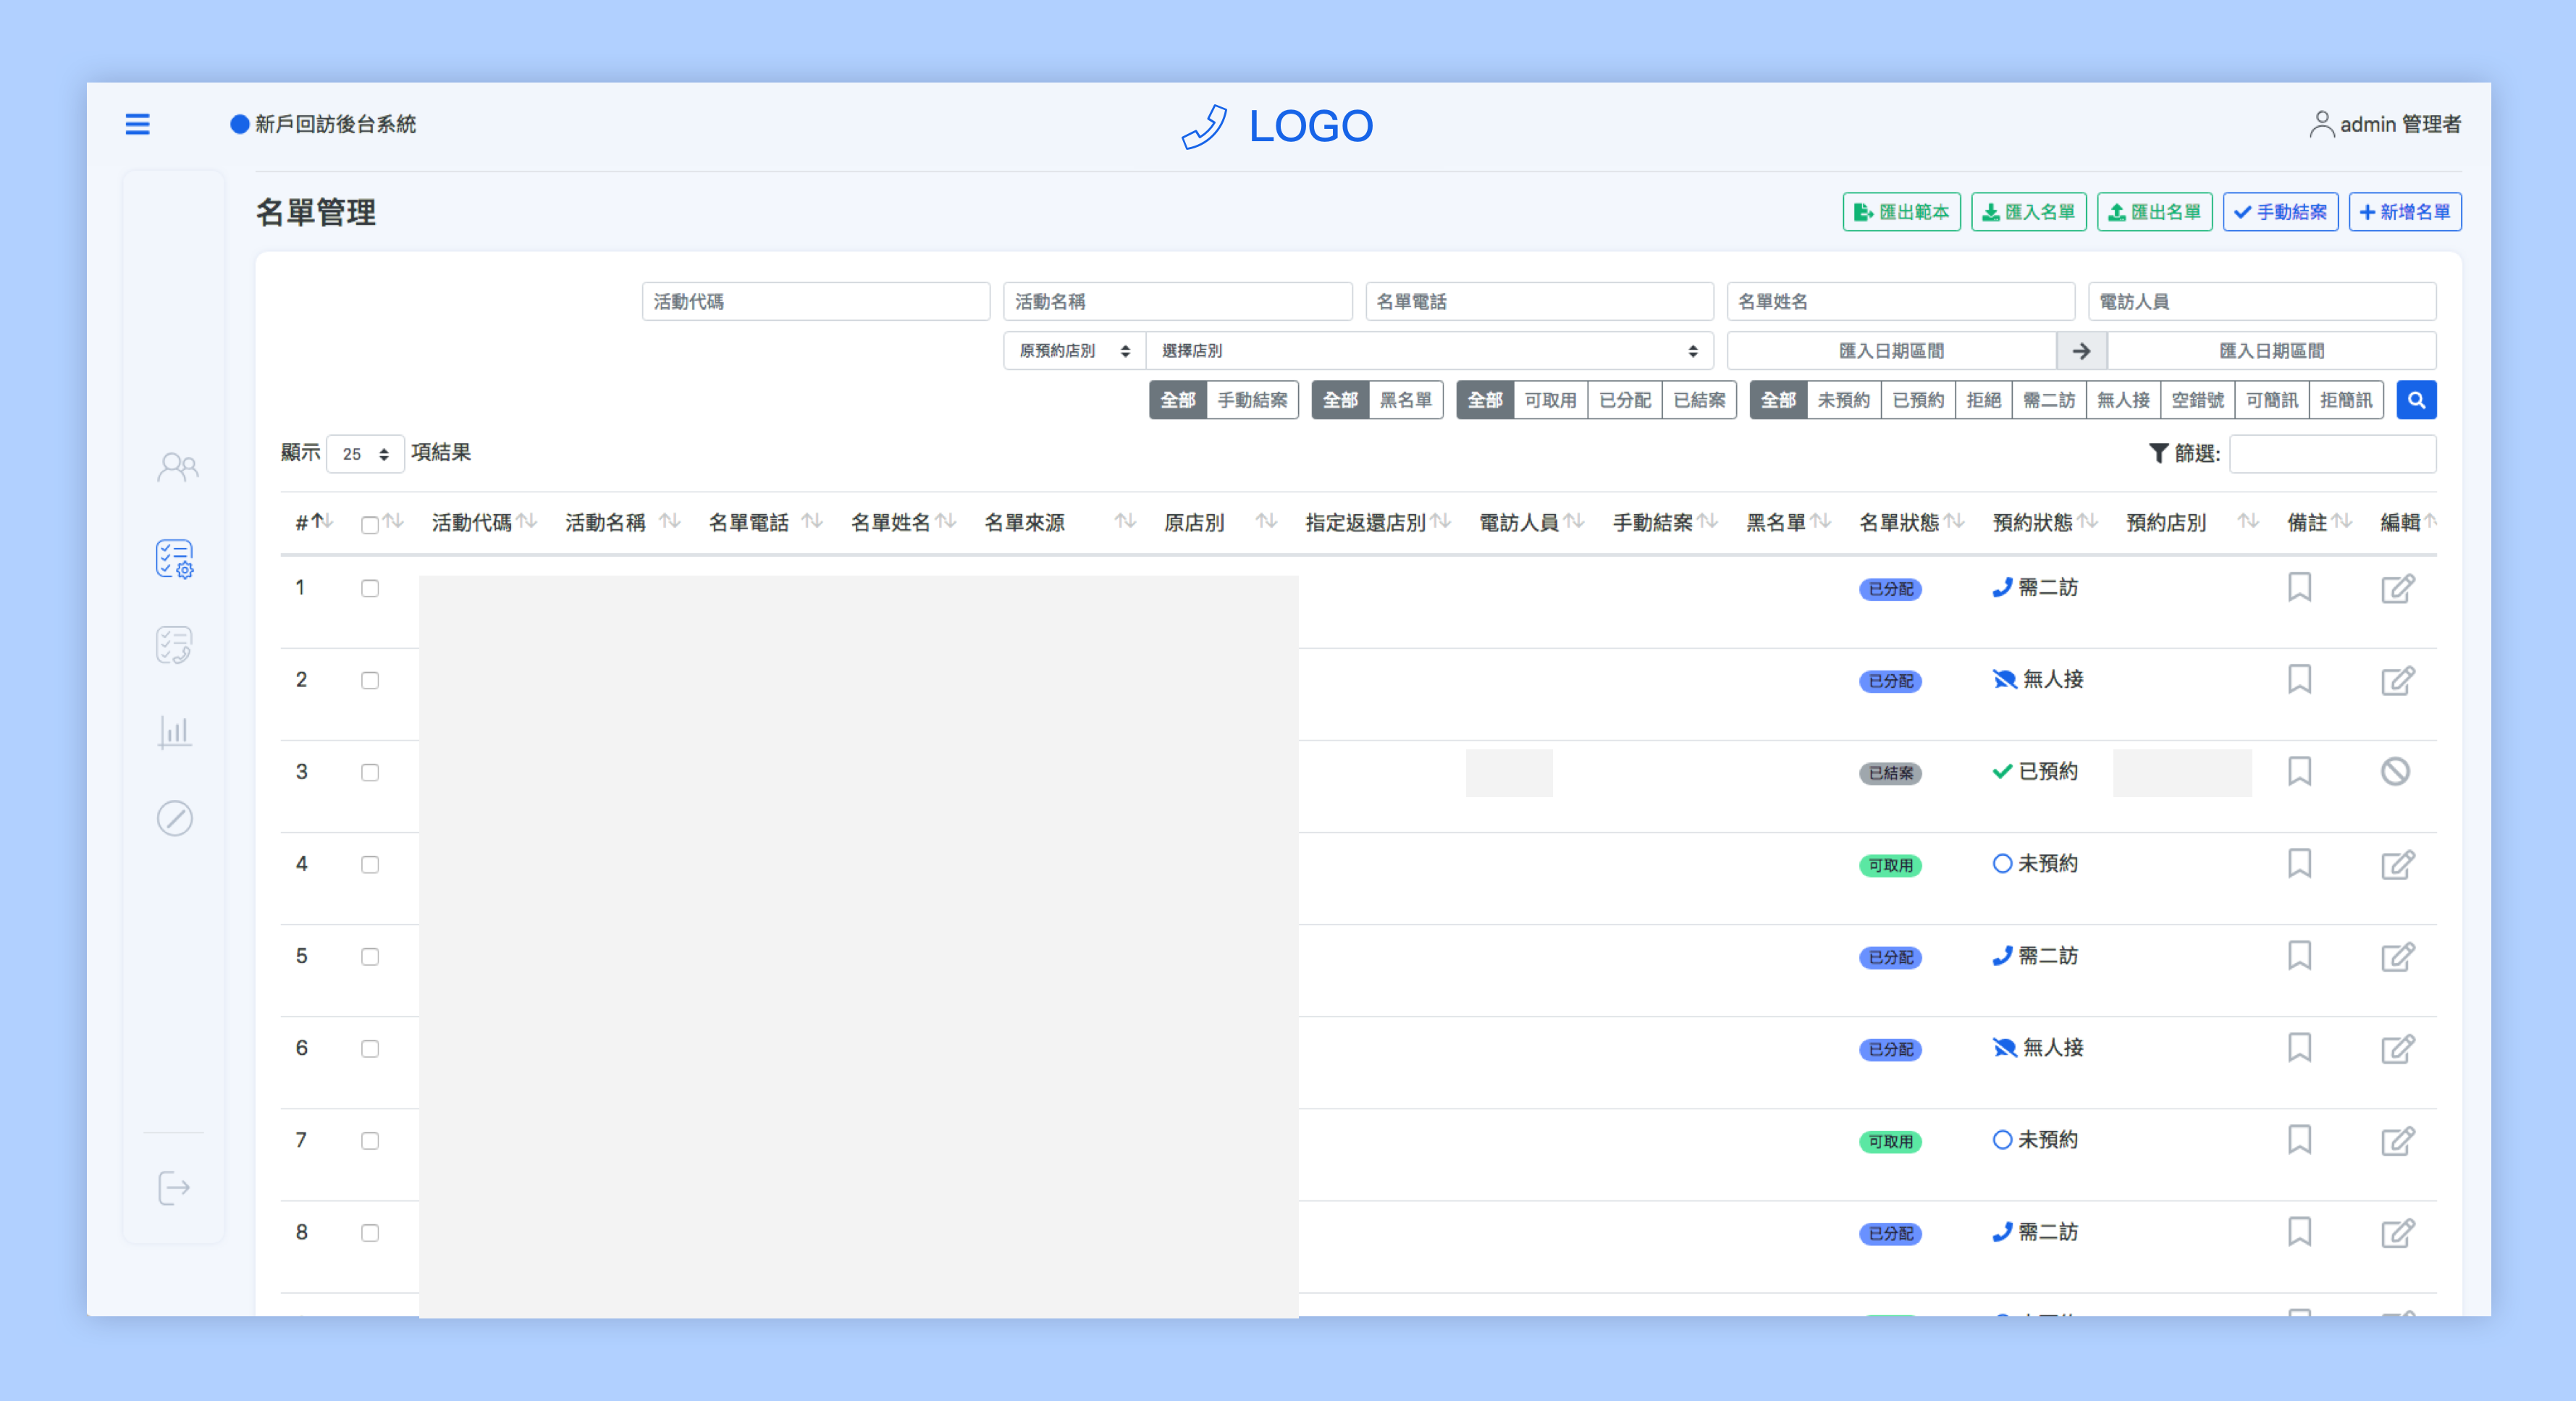 新戶回訪後台系統
LOGO
admin 管理者
名單管理
匯出範本 匯入名單 匯出名單 手動結案 新增名單
活動代碼 活動名稱 名單電話 名單姓名 電訪人員
原預約店別 選擇店別 匯入日期區間 匯入日期區間
全部 手動結案 全部 黑名單 全部 可取用 已分配 已結案 全部 未預約 已預約 拒絕 需二訪 無人接 空錯號 可簡訊 拒簡訊
顯示 25 項結果 篩選:
# 活動代碼 活動名稱 名單電話 名單姓名 名單來源 原店別 指定返還店別 電訪人員 手動結案 黑名單 名單狀態 預約狀態 預約店別 備註 編輯
1 已分配 需二訪
2 已分配 無人接
3 已結案 已預約
4 可取用 未預約
5 已分配 需二訪
6 已分配 無人接
7 可取用 未預約
8 已分配 需二訪